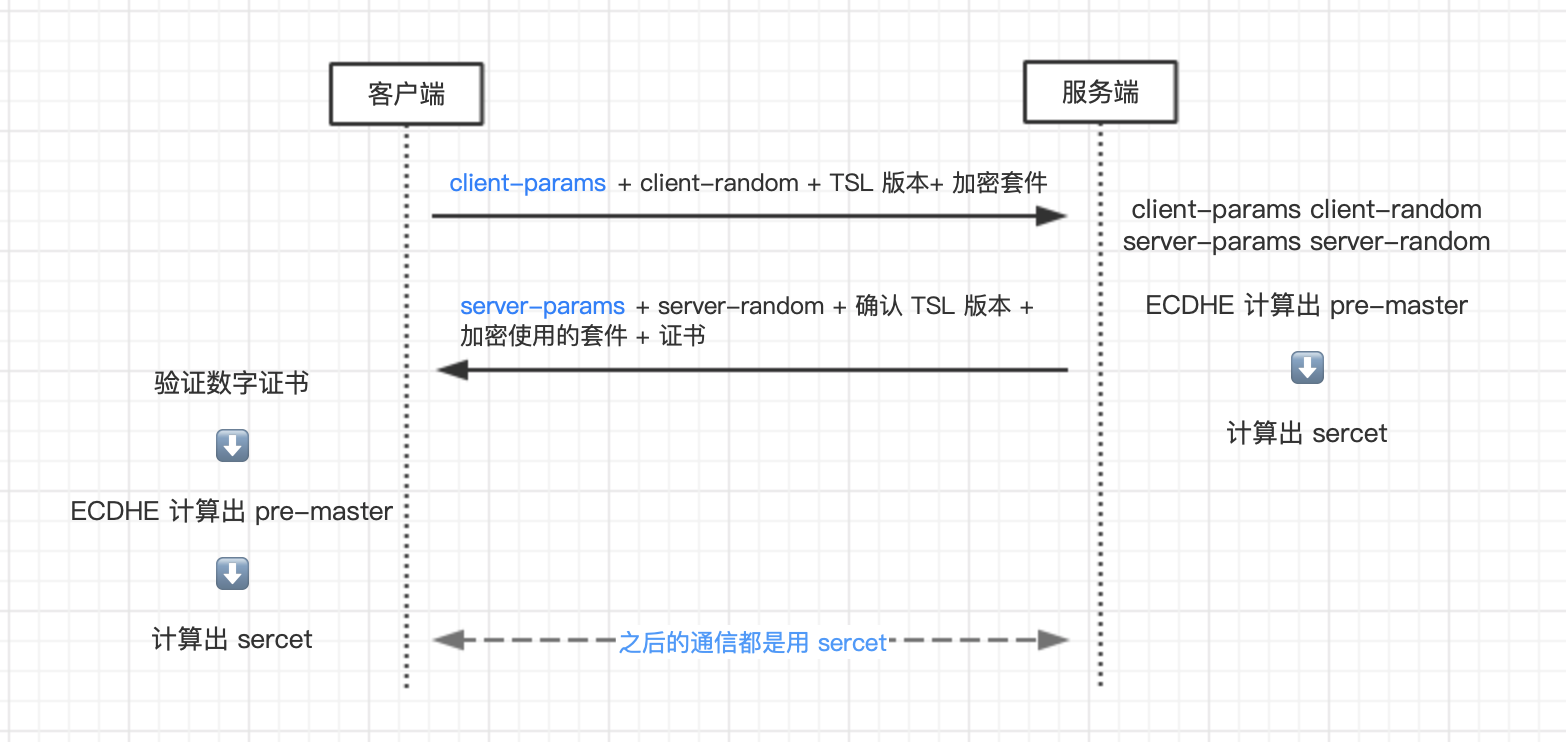 客户端
服务端
client-params + client-random + TSL 版本+ 加密套件
client-params client-random
server-params server-random
server-params + server-random + 确认 TSL 版本 +
加密使用的套件 + 证书
ECDHE 计算出 pre-master
计算出 sercet
验证数字证书
ECDHE 计算出 pre-master
计算出 sercet
之后的通信都是用 sercet